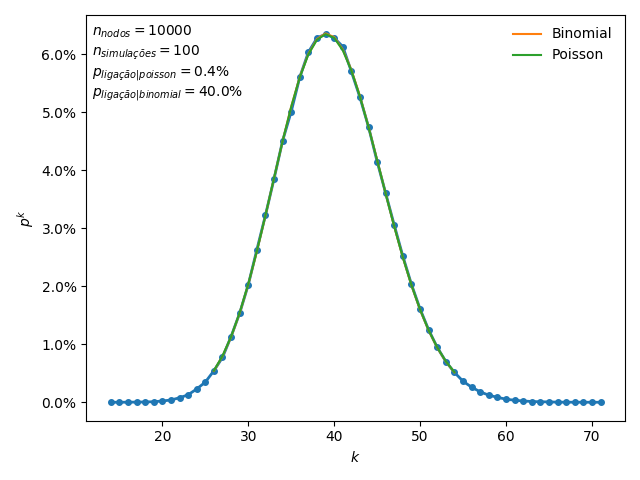 n_nodos = 10000
n_simulações = 100
p_ligação|poisson = 0.4%
p_ligação|binomial = 40.0%
Binomial
Poisson
6.0%
5.0%
4.0%
3.0%
2.0%
1.0%
0.0%
p^k
20 30 40 50 60 70
k